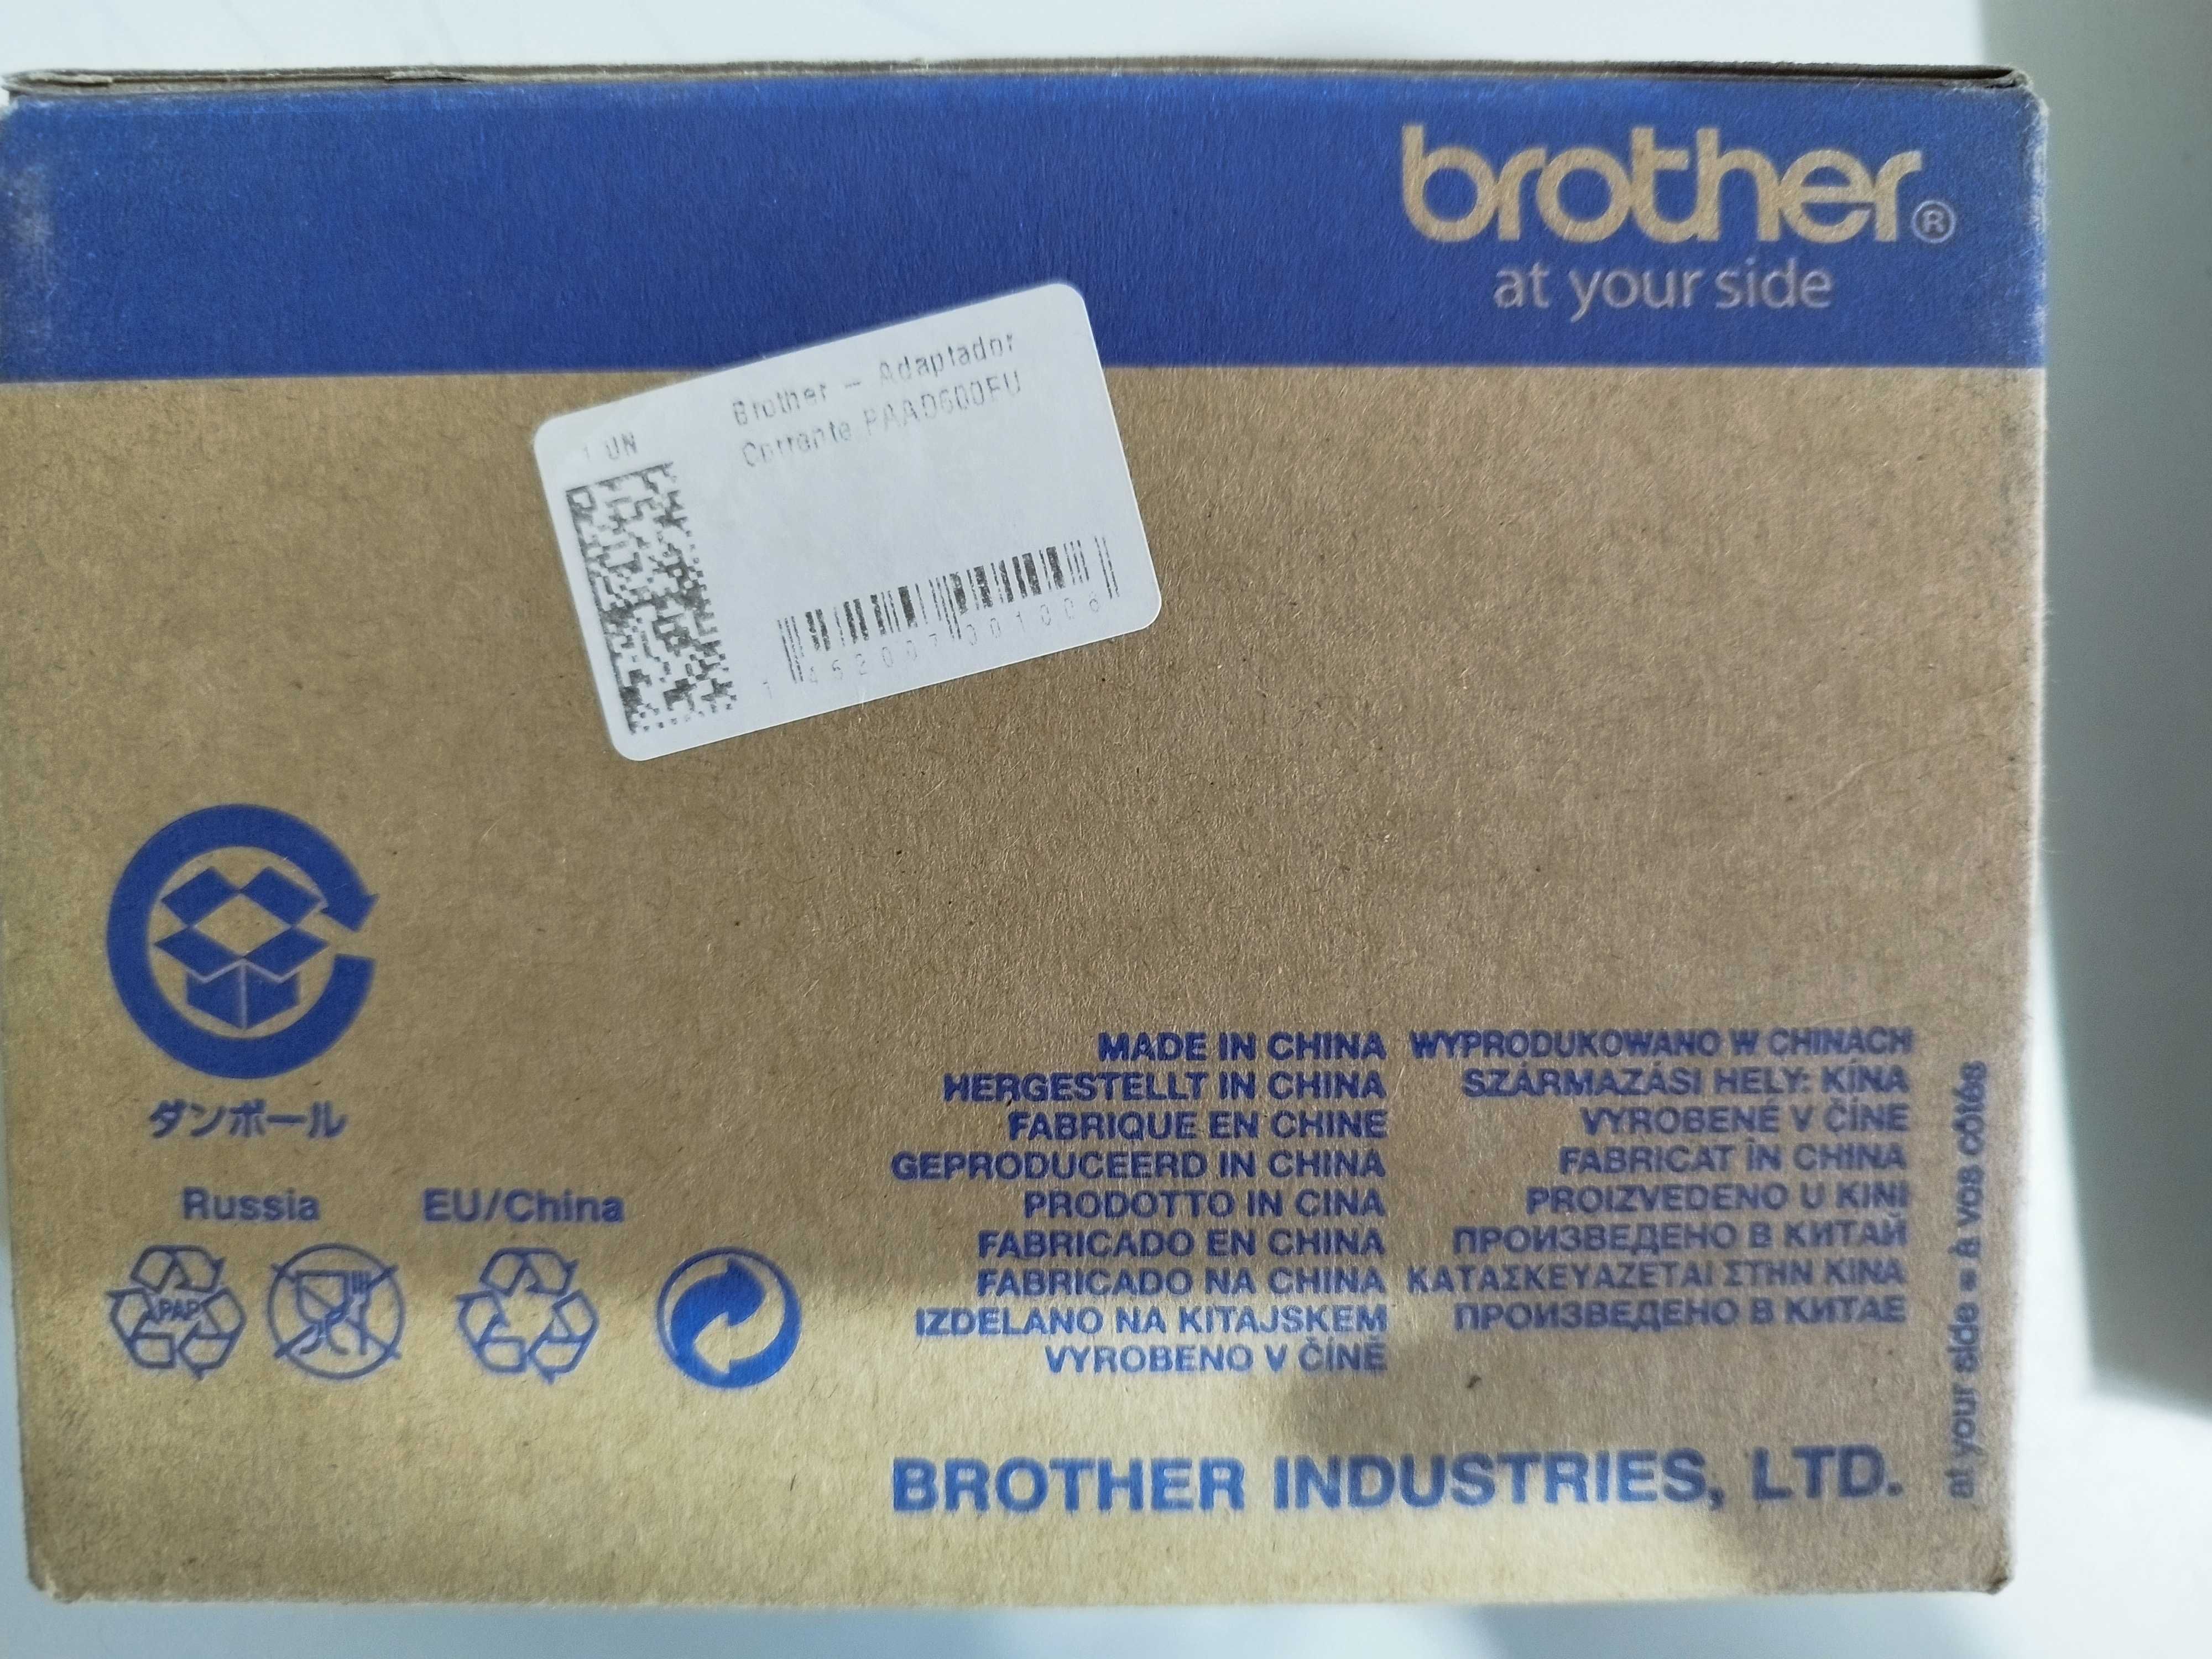 brother®
at your side
Brother - Adaptador
Corrente PAAD600EU
1 UN
ダンボール
Russia
EU/China
PAP
MADE IN CHINA
HERGESTELLT IN CHINA
FABRIQUE EN CHINE
GEPRODUCEERD IN CHINA
PRODOTTO IN CINA
FABRICADO EN CHINA
FABRICADO NA CHINA
IZDELANO NA KITAJSKEM
VYROBENO V ČÍNĚ
WYPRODUKOWANO W CHINACH
SZÁRMAZÁSI HELY: KÍNA
VYROBENÉ V ČÍNE
FABRICAT ÎN CHINA
PROIZVEDENO U KINI
ПРОИЗВЕДЕНО В КИТАЙ
ΚΑΤΑΣΚΕΥΑΖΕΤΑΙ ΣΤΗΝ ΚΙΝΑ
ПРОИЗВЕДЕНО В КИТАЕ
at your side = à vos côtés
BROTHER INDUSTRIES, LTD.